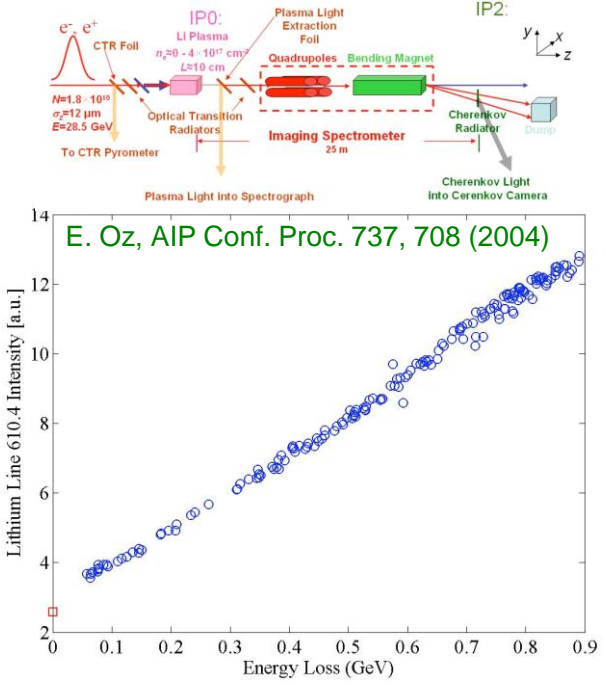 IP0:
IP2:
e⁻, e⁺
CTR Foil
Li Plasma
nₑ≈0 - 4×10¹⁷ cm⁻³
L≈10 cm
Plasma Light
Extraction
Foil
Quadrupoles
Bending Magnet
y
x
z
N=1.8×10¹⁰
σz=12 μm
E=28.5 GeV
Optical Transition
Radiators
Imaging Spectrometer
25 m
Cherenkov
Radiator
Dump
To CTR Pyrometer
Plasma Light into Spectrograph
Cherenkov Light
into Cerenkov Camera
E. Oz, AIP Conf. Proc. 737, 708 (2004)
Lithium Line 610.4 Intensity [a.u.]
14
12
10
8
6
4
2
0 0.1 0.2 0.3 0.4 0.5 0.6 0.7 0.8 0.9
Energy Loss (GeV)